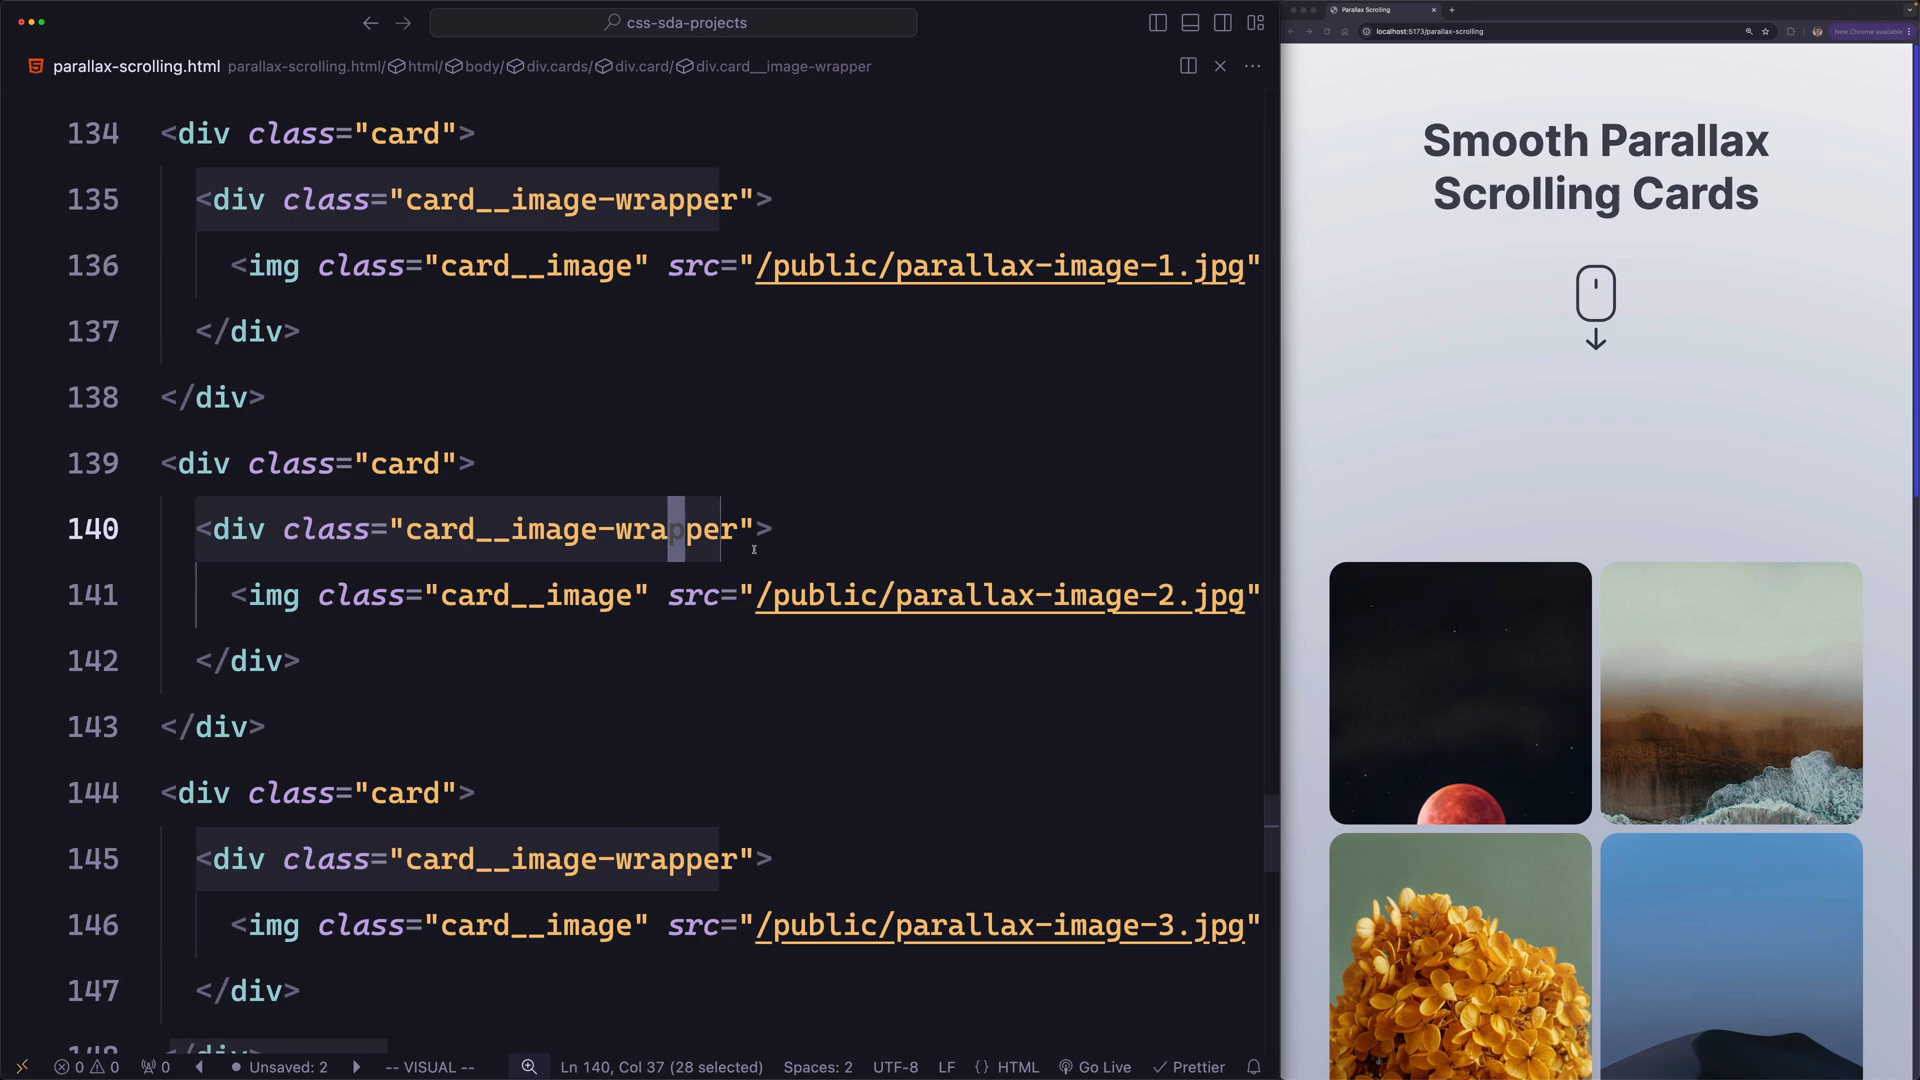 css-sda-projects
parallax-scrolling.html parallax-scrolling.html/html/body/div.cards/div.card/div.card__image-wrapper
134 <div class="card">
135 <div class="card__image-wrapper">
136 <img class="card__image" src="/public/parallax-image-1.jpg"
137 </div>
138 </div>
139 <div class="card">
140 <div class="card__image-wrapper">
141 <img class="card__image" src="/public/parallax-image-2.jpg"
142 </div>
143 </div>
144 <div class="card">
145 <div class="card__image-wrapper">
146 <img class="card__image" src="/public/parallax-image-3.jpg"
147 </div>
148 </div>
0 0 0 Unsaved: 2 -- VISUAL -- Ln 140, Col 37 (28 selected) Spaces: 2 UTF-8 LF {} HTML Go Live Prettier
Parallax Scrolling
localhost:5173/parallax-scrolling New Chrome available
Smooth Parallax
Scrolling Cards